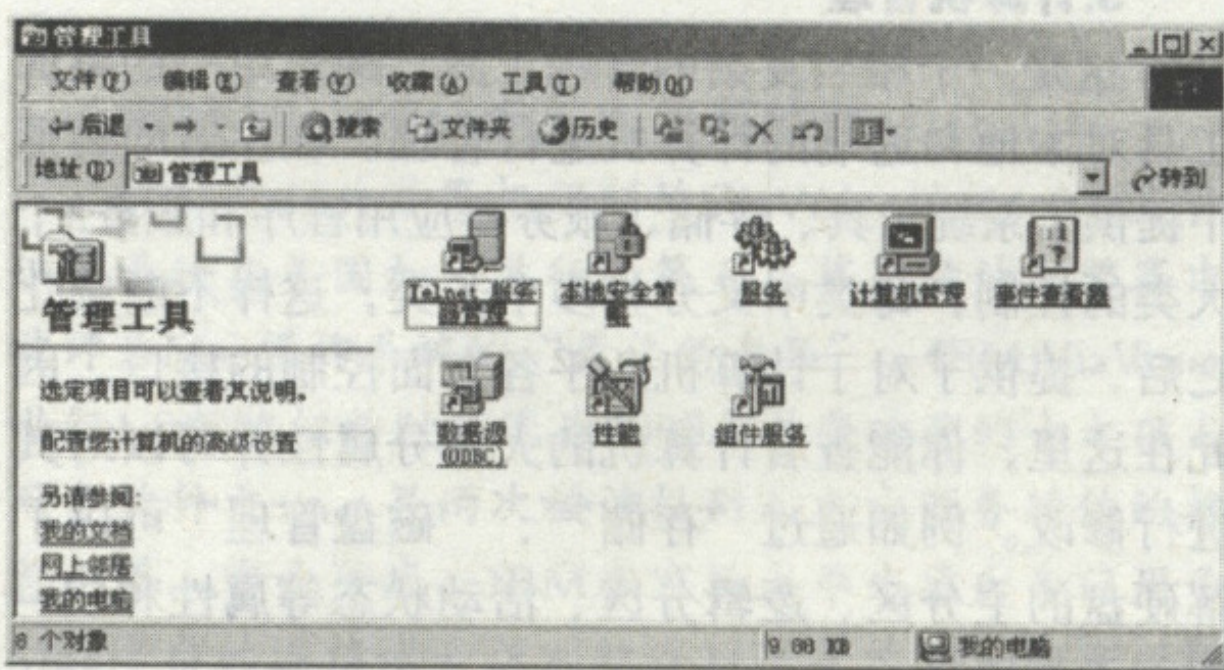 管理工具
文件(F) 编辑(E) 查看(V) 收藏(A) 工具(T) 帮助(H)
后退 搜索 文件夹 历史
地址(D) 管理工具 转到
管理工具
选定项目可以查看其说明。
配置您计算机的高级设置
另请参阅:
我的文档
网上邻居
我的电脑
Telnet 服务
器管理
本地安全策
略
服务
计算机管理
事件查看器
数据源
(ODBC)
性能
组件服务
8 个对象 KB 我的电脑